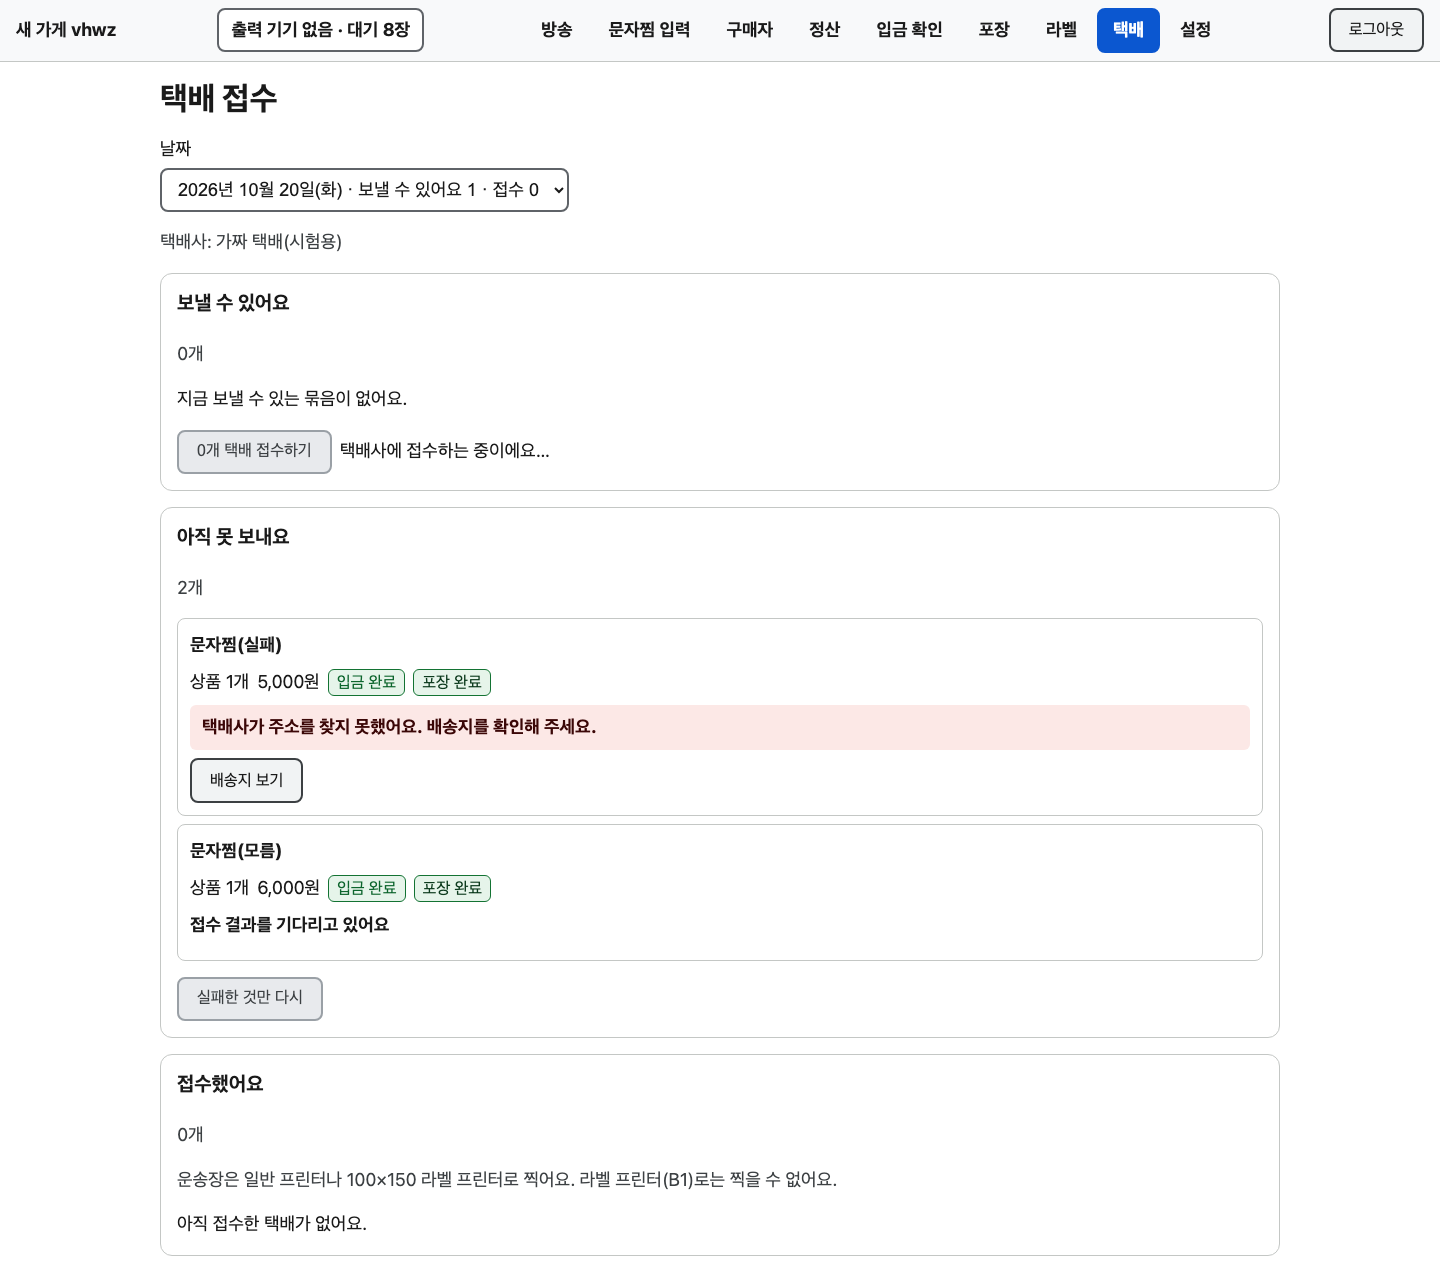 새 가게 vhwz
출력 기기 없음 · 대기 8장
방송 문자찜 입력 구매자 정산 입금 확인 포장 라벨 택배 설정
로그아웃
택배 접수
날짜
2026년 10월 20일(화) · 보낼 수 있어요 1 · 접수 0
택배사: 가짜 택배(시험용)
보낼 수 있어요
0개
지금 보낼 수 있는 묶음이 없어요.
0개 택배 접수하기 택배사에 접수하는 중이에요...
아직 못 보내요
2개
문자찜(실패)
상품 1개 5,000원 입금 완료 포장 완료
택배사가 주소를 찾지 못했어요. 배송지를 확인해 주세요.
배송지 보기
문자찜(모름)
상품 1개 6,000원 입금 완료 포장 완료
접수 결과를 기다리고 있어요
실패한 것만 다시
접수했어요
0개
운송장은 일반 프린터나 100×150 라벨 프린터로 찍어요. 라벨 프린터(B1)로는 찍을 수 없어요.
아직 접수한 택배가 없어요.